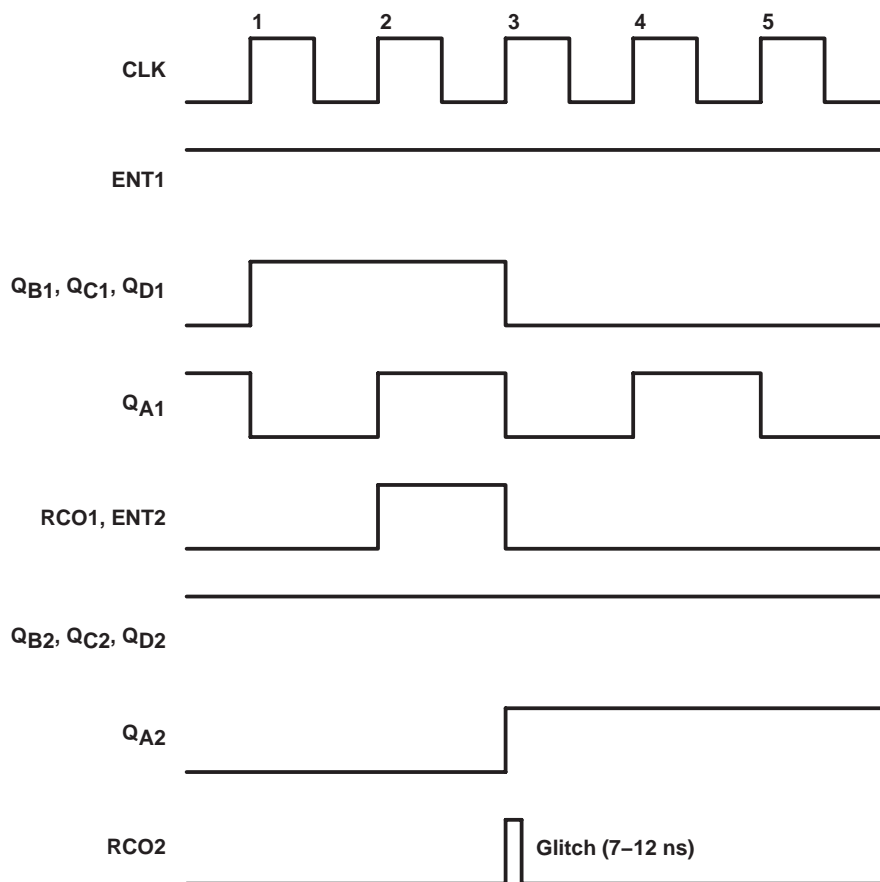 1 2 3 4 5
CLK
ENT1
QB1, QC1, QD1
QA1
RCO1, ENT2
QB2, QC2, QD2
QA2
RCO2
Glitch (7–12 ns)